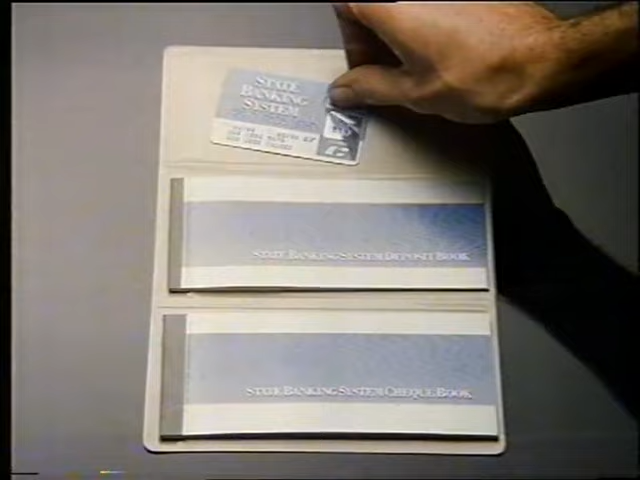 STATE
BANKING
SYSTEM
STATE BANKING SYSTEM DEPOSIT BOOK
STATE BANKING SYSTEM CHEQUE BOOK